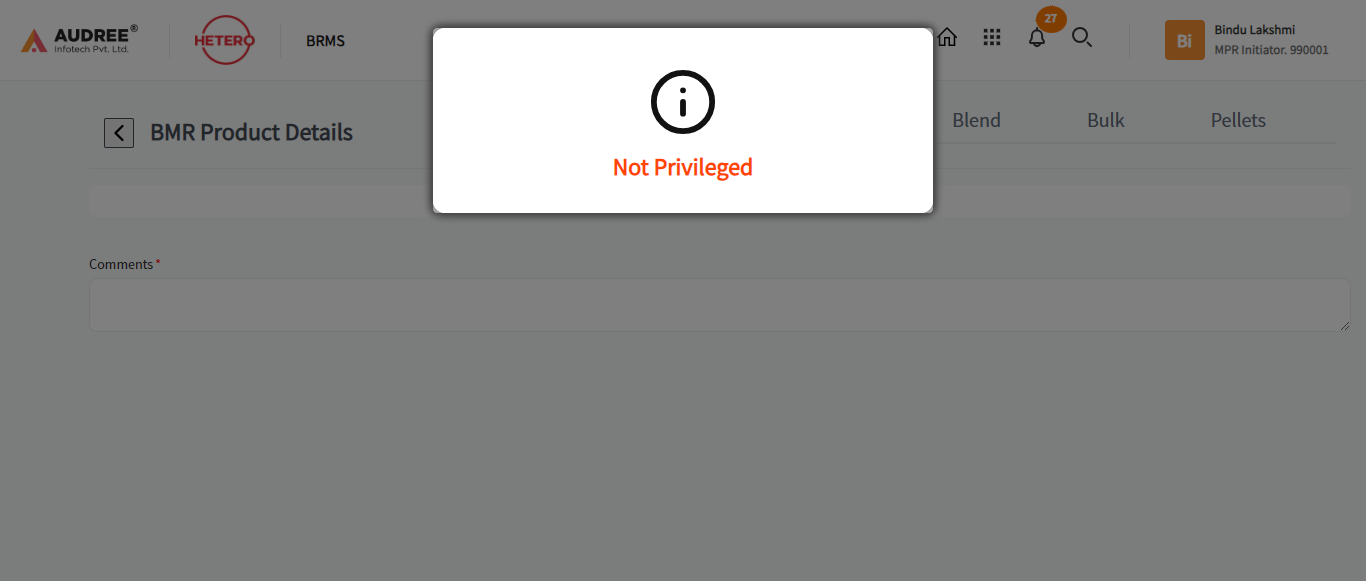 AUDREE®
Infotech Pvt. Ltd.
HETERO
BRMS
27
Bi
Bindu Lakshmi
MPR Initiator. 990001
BMR Product Details
Blend
Bulk
Pellets
Not Privileged
Comments *